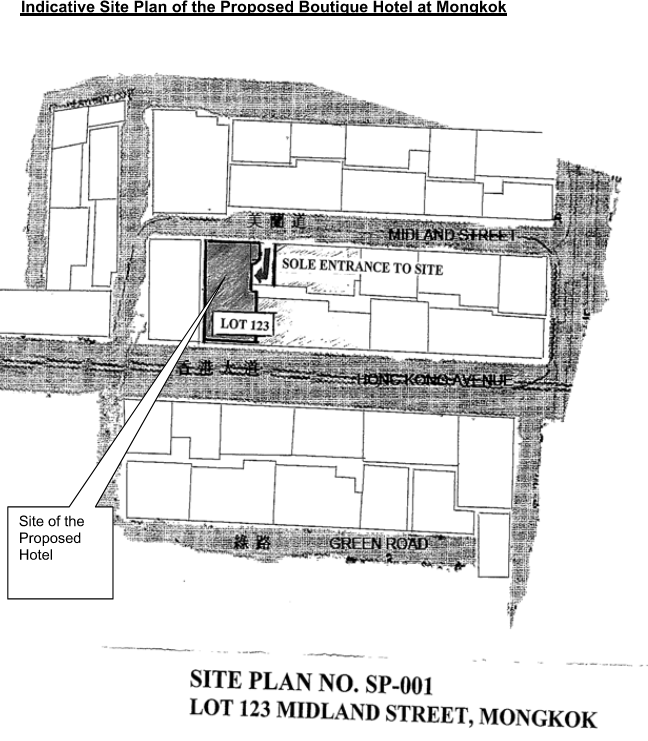 Indicative Site Plan of the Proposed Boutique Hotel at Mongkok
美蘭道
MIDLAND STREET
SOLE ENTRANCE TO SITE
LOT 123
香港大道
HONG KONG AVENUE
Site of the
Proposed
Hotel
綠路
GREEN ROAD
SITE PLAN NO. SP-001
LOT 123 MIDLAND STREET, MONGKOK